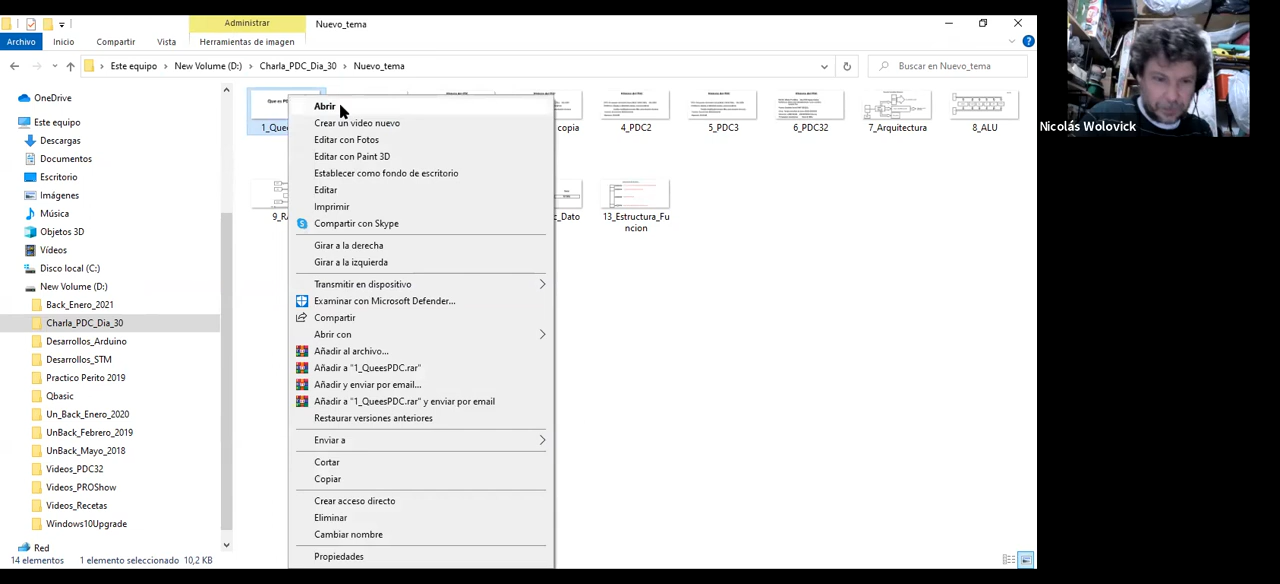 Administrar
Nuevo_tema
Archivo
Inicio
Compartir
Vista
Herramientas de imagen
Este equipo
New Volume (D:)
Charla_PDC_Dia_30
Nuevo_tema
Buscar en Nuevo_tema
OneDrive
Este equipo
Descargas
Documentos
Escritorio
Imágenes
Música
Objetos 3D
Vídeos
Disco local (C:)
New Volume (D:)
Back_Enero_2021
Charla_PDC_Dia_30
Desarrollos_Arduino
Desarrollos_STM
Practico Perito 2019
Qbasic
Un_Back_Enero_2020
UnBack_Febrero_2019
UnBack_Mayo_2018
Videos_PDC32
Videos_PROShow
Videos_Recetas
Windows10Upgrade
Red
14 elementos
1 elemento seleccionado 10,2 KB
1_Quee
copia
4_PDC2
5_PDC3
6_PDC32
7_Arquitectura
8_ALU
9_RA
c_Dato
13_Estructura_Fu
ncion
Abrir
Crear un vídeo nuevo
Editar con Fotos
Editar con Paint 3D
Establecer como fondo de escritorio
Editar
Imprimir
Compartir con Skype
Girar a la derecha
Girar a la izquierda
Transmitir en dispositivo
Examinar con Microsoft Defender...
Compartir
Abrir con
Añadir al archivo...
Añadir a "1_QueesPDC.rar"
Añadir y enviar por email...
Añadir a "1_QueesPDC.rar" y enviar por email
Restaurar versiones anteriores
Enviar a
Cortar
Copiar
Crear acceso directo
Eliminar
Cambiar nombre
Propiedades
Nicolás Wolovick